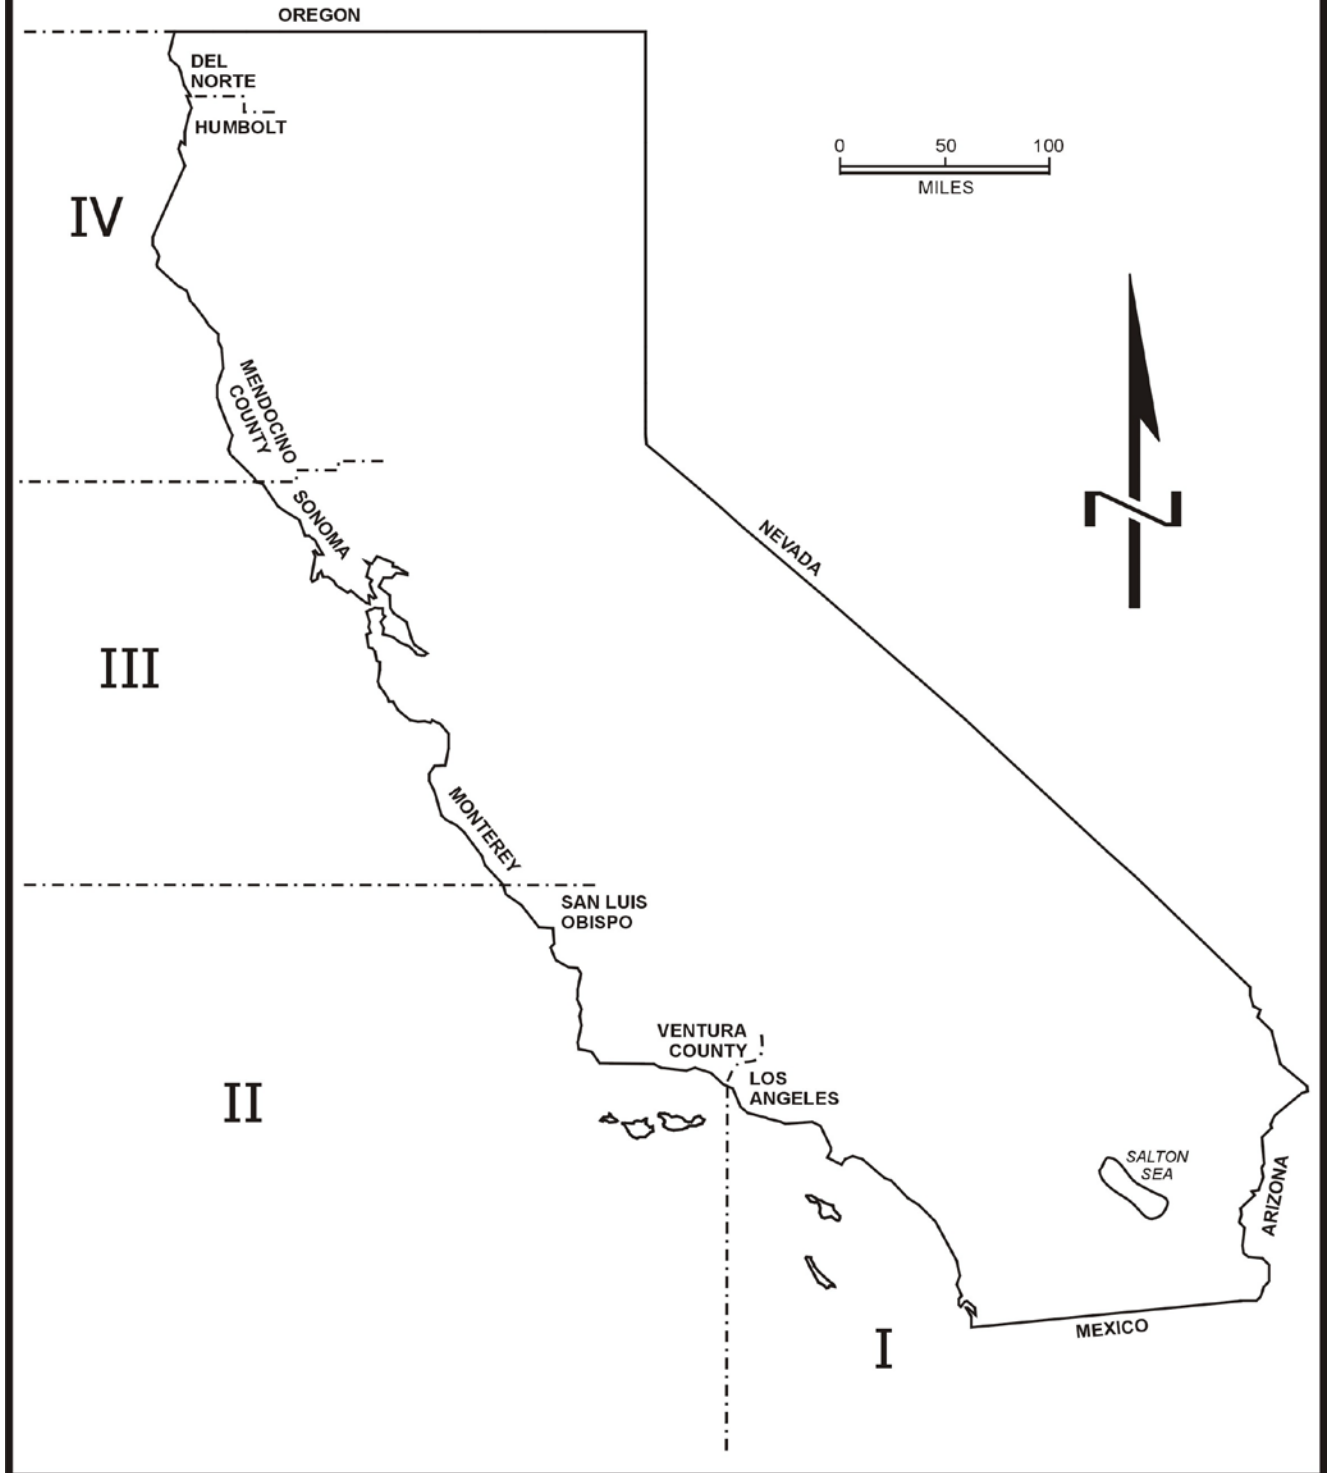 OREGON
DEL
NORTE
HUMBOLT
0 50 100
MILES
IV
MENDOCINO
COUNTY
SONOMA
NEVADA
N
III
MONTEREY
SAN LUIS
OBISPO
VENTURA
COUNTY
LOS
ANGELES
II
SALTON
SEA
ARIZONA
MEXICO
I